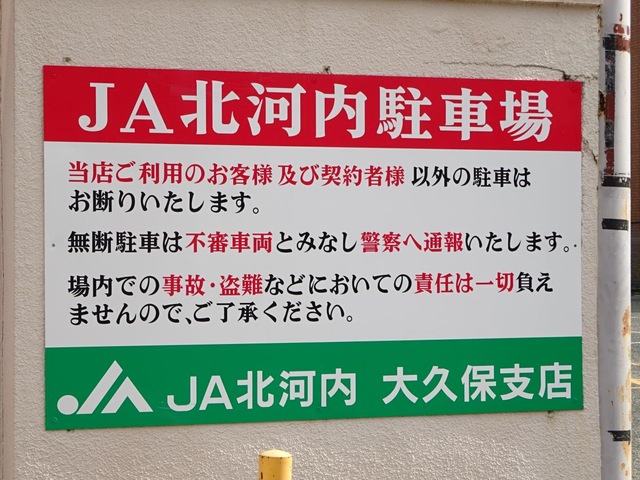 JA北河内駐車場
当店ご利用のお客様及び契約者様以外の駐車は
お断りいたします。
無断駐車は不審車両とみなし警察へ通報いたします。
場内での事故・盗難などにおいての責任は一切負え
ませんので、ご了承ください。
JA JA北河内 大久保支店